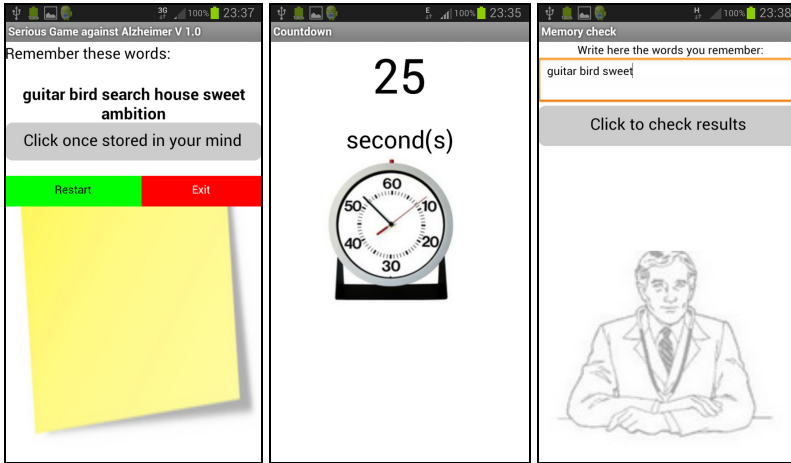 3G 100% 23:37
Serious Game against Alzheimer V 1.0
Remember these words:
guitar bird search house sweet
ambition
Click once stored in your mind
Restart Exit
E 100% 23:35
Countdown
25
second(s)
60
50 10
40 20
30
H 100% 23:38
Memory check
Write here the words you remember:
guitar bird sweet
Click to check results